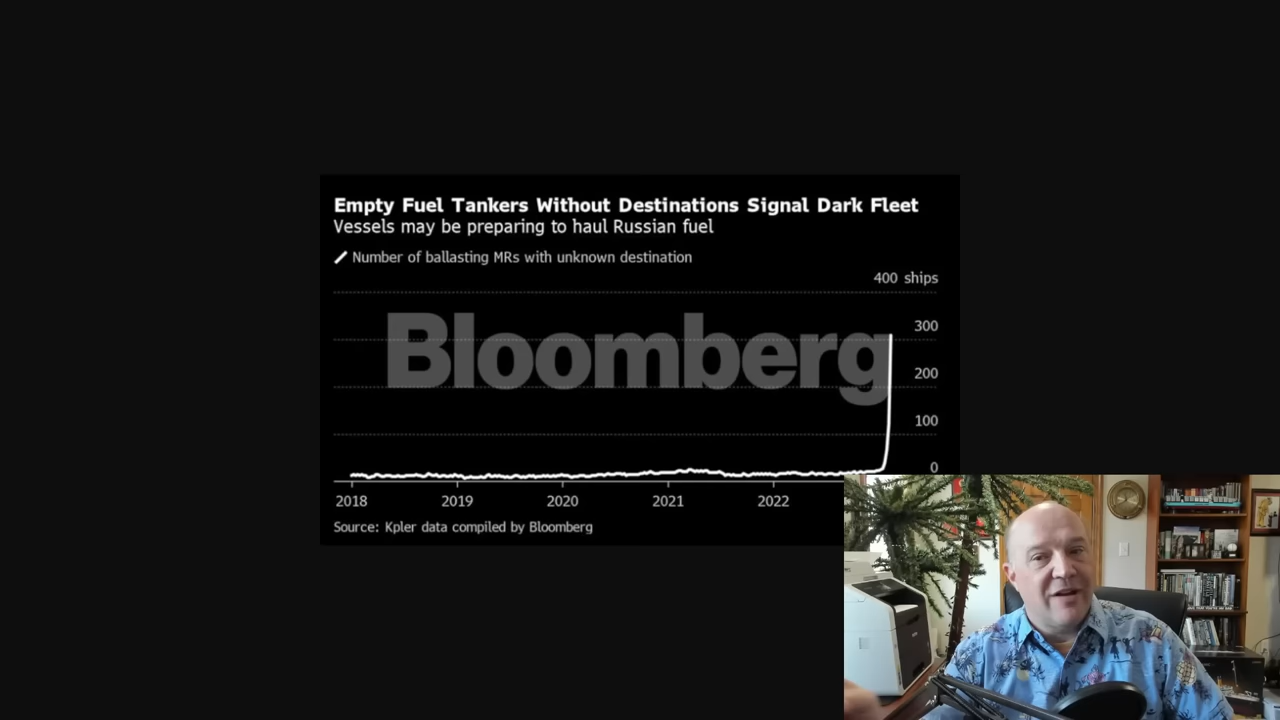 Empty Fuel Tankers Without Destinations Signal Dark Fleet
Vessels may be preparing to haul Russian fuel
Number of ballasting MRs with unknown destination
400 ships
Bloomberg
300
200
100
0
2018 2019 2020 2021 2022
Source: Kpler data compiled by Bloomberg